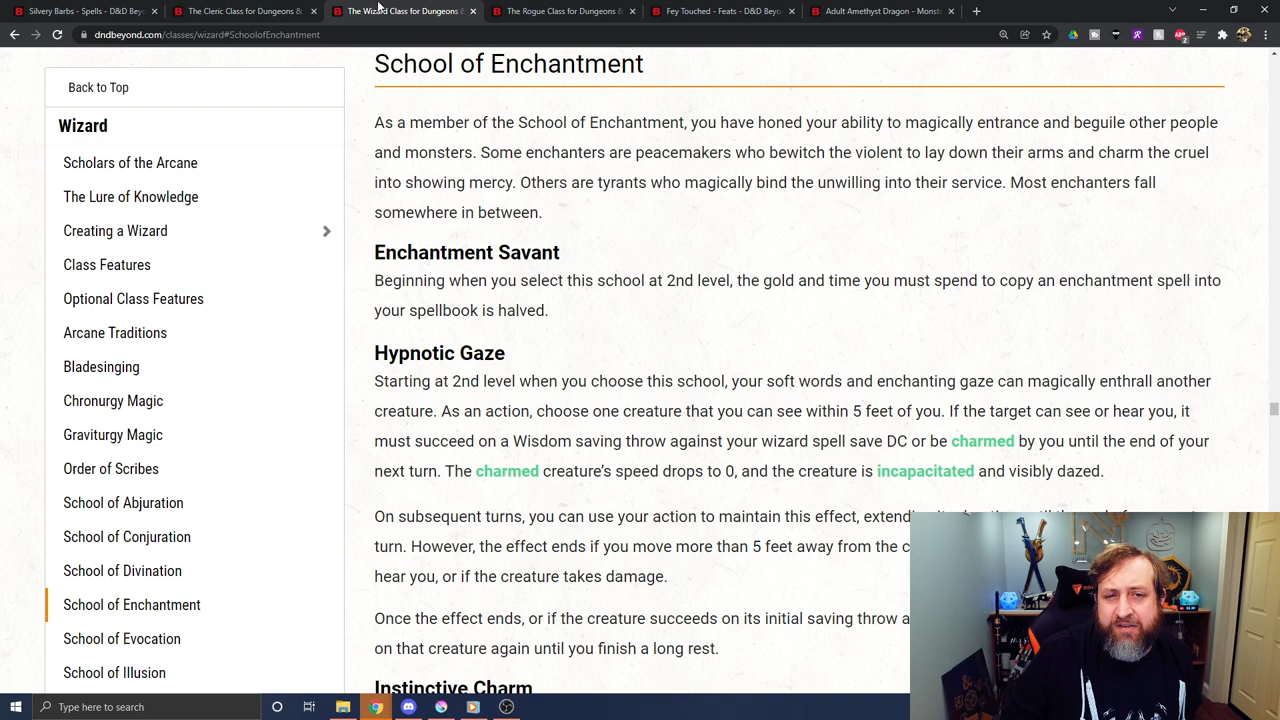 Silvery Barbs - Spells - D&D Bey
The Cleric Class for Dungeons &
The Wizard Class for Dungeons &
The Rogue Class for Dungeons &
Fey Touched - Feats - D&D Beyo
Adult Amethyst Dragon - Monst
dndbeyond.com/classes/wizard#SchoolofEnchantment
Back to Top
Wizard
Scholars of the Arcane
The Lure of Knowledge
Creating a Wizard
Class Features
Optional Class Features
Arcane Traditions
Bladesinging
Chronurgy Magic
Graviturgy Magic
Order of Scribes
School of Abjuration
School of Conjuration
School of Divination
School of Enchantment
School of Evocation
School of Illusion
School of Enchantment
As a member of the School of Enchantment, you have honed your ability to magically entrance and beguile other people
and monsters. Some enchanters are peacemakers who bewitch the violent to lay down their arms and charm the cruel
into showing mercy. Others are tyrants who magically bind the unwilling into their service. Most enchanters fall
somewhere in between.
Enchantment Savant
Beginning when you select this school at 2nd level, the gold and time you must spend to copy an enchantment spell into
your spellbook is halved.
Hypnotic Gaze
Starting at 2nd level when you choose this school, your soft words and enchanting gaze can magically enthrall another
creature. As an action, choose one creature that you can see within 5 feet of you. If the target can see or hear you, it
must succeed on a Wisdom saving throw against your wizard spell save DC or be charmed by you until the end of your
next turn. The charmed creature's speed drops to 0, and the creature is incapacitated and visibly dazed.
On subsequent turns, you can use your action to maintain this effect,
turn. However, the effect ends if you move more than 5 feet away from the c
hear you, or if the creature takes damage.
Once the effect ends, or if the creature succeeds on its initial saving throw a
on that creature again until you finish a long rest.
Instinctive Charm
Type here to search